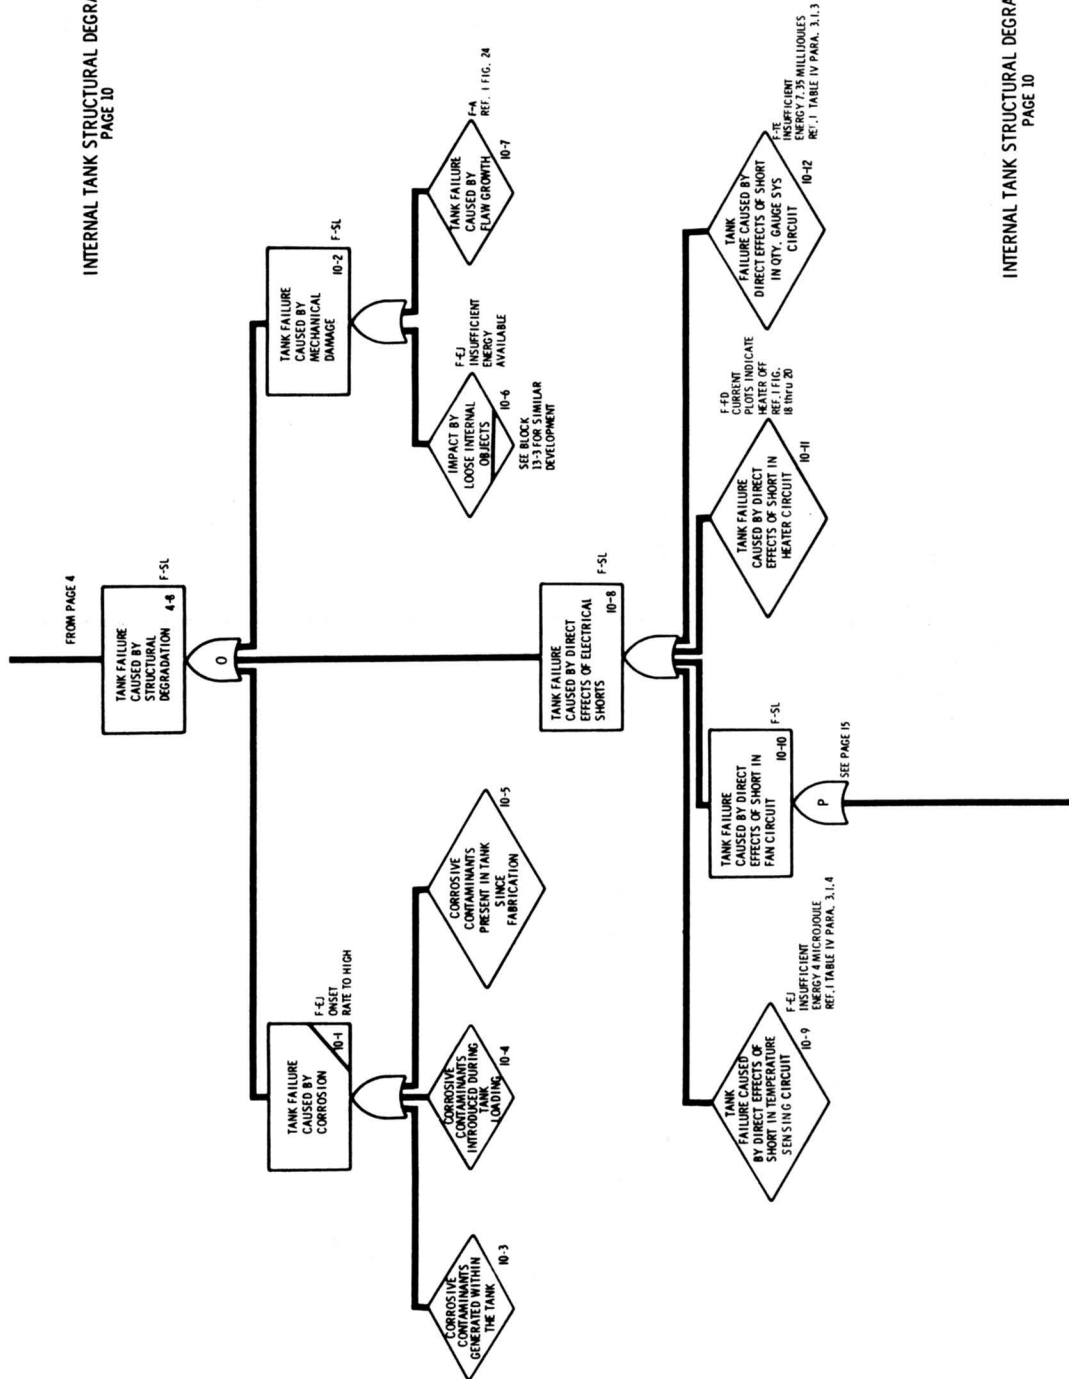 INTERNAL TANK STRUCTURAL DEGRA
PAGE 10
FROM PAGE 4
TANK FAILURE
CAUSED BY
STRUCTURAL
DEGRADATION
4-8
F-SL
O
TANK FAILURE
CAUSED BY
CORROSION
10-1
F-EJ
ONSET
RATE TO HIGH
TANK FAILURE
CAUSED BY
MECHANICAL
DAMAGE
10-2
F-SL
CORROSIVE
CONTAMINANTS
GENERATED WITHIN
THE TANK
10-3
CORROSIVE
CONTAMINANTS
INTRODUCED DURING
TANK
LOADING
10-4
CORROSIVE
CONTAMINANTS
PRESENT IN TANK
SINCE
FABRICATION
10-5
IMPACT BY
LOOSE INTERNAL
OBJECTS
10-6
F-EJ
INSUFFICIENT
ENERGY
AVAILABLE
SEE BLOCK
13-3 FOR SIMILAR
DEVELOPMENT
TANK FAILURE
CAUSED BY
FLAW GROWTH
10-7
F-A
REF. 1 FIG. 24
TANK FAILURE
CAUSED BY DIRECT
EFFECTS OF ELECTRICAL
SHORTS
10-8
F-SL
TANK
FAILURE CAUSED
BY DIRECT EFFECTS OF
SHORT IN TEMPERATURE
SENSING CIRCUIT
10-9
F-EJ
INSUFFICIENT
ENERGY 4 MICROJOULE
REF. 1 TABLE IV PARA. 3.1.4
TANK FAILURE
CAUSED BY DIRECT
EFFECTS OF SHORT IN
FAN CIRCUIT
10-10
F-SL
P
SEE PAGE 15
TANK FAILURE
CAUSED BY DIRECT
EFFECTS OF SHORT IN
HEATER CIRCUIT
10-11
F-FD
CURRENT
PLOTS INDICATE
HEATER OFF
REF. 1 FIG.
18 thru 20
TANK
FAILURE CAUSED BY
DIRECT EFFECTS OF SHORT
IN QTY. GAUGE SYS
CIRCUIT
10-12
F-TE
INSUFFICIENT
ENERGY 7.35 MILLIJOULES
REF. 1 TABLE IV PARA. 3.1.3
INTERNAL TANK STRUCTURAL DEGRA
PAGE 10